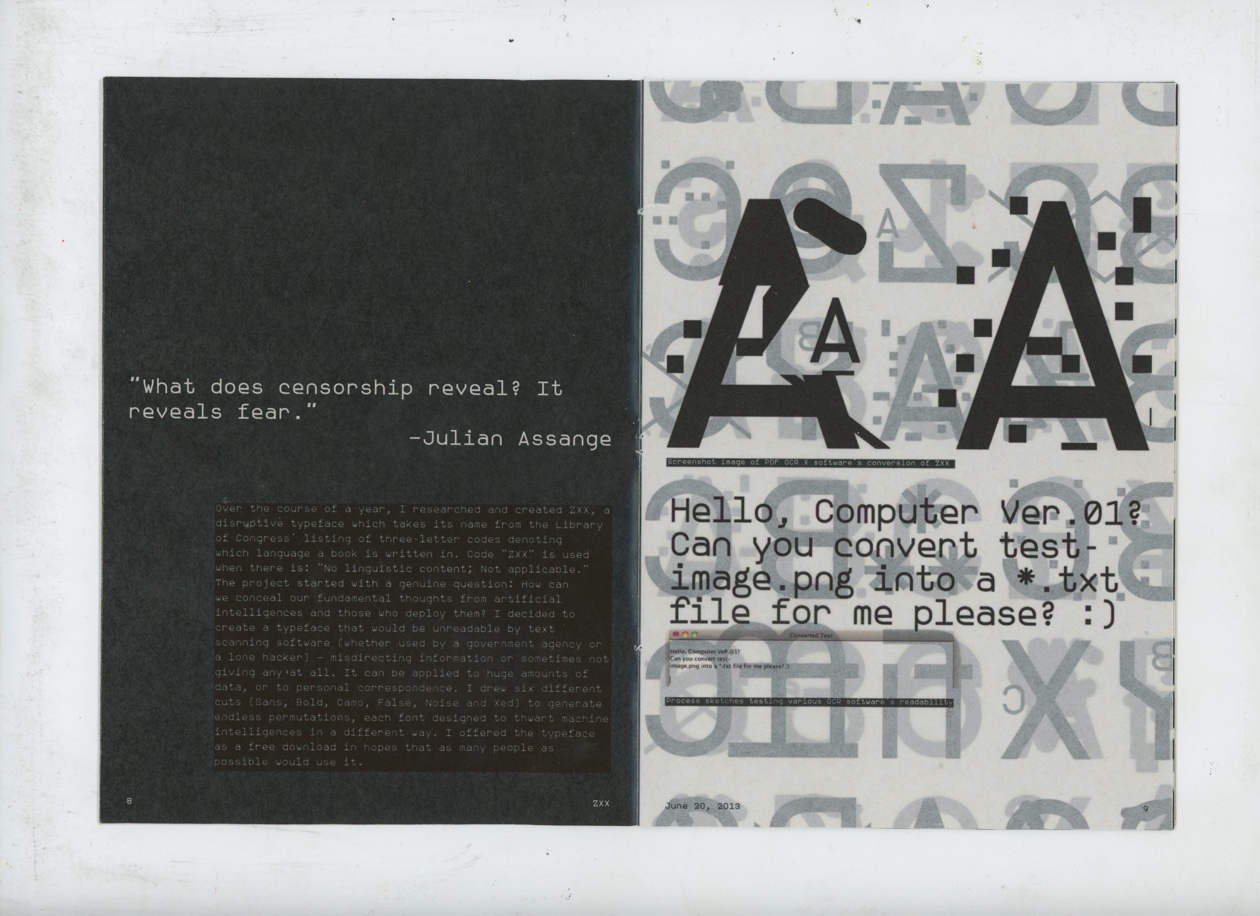 "What does censorship reveal? It
reveals fear."
-Julian Assange
Over the course of a year, I researched and created ZXX, a
disruptive typeface which takes its name from the Library
of Congress' listing of three-letter codes denoting
which language a book is written in. Code "ZXX" is used
when there is: "No linguistic content; Not applicable."
The project started with a genuine question: How can
we conceal our fundamental thoughts from artificial
intelligences and those who deploy them? I decided to
create a typeface that would be unreadable by text
scanning software (whether used by a government agency or
a lone hacker) - misdirecting information or sometimes not
giving any at all. It can be applied to huge amounts of
data, or to personal correspondence. I drew six different
cuts (Sans, Bold, Camo, False, Noise and Xed) to generate
endless permutations, each font designed to thwart machine
intelligences in a different way. I offered the typeface
as a free download in hopes that as many people as
possible would use it.
8
ZXX
A A A
Screenshot image of PDF OCR X software's conversion of ZXX
Hello, Computer Ver.01?
Can you convert test-
image.png into a *.txt
file for me please? :)
Converted Text
Hello, Computer VeP.03?
Can you convert test-
image.png into a *.txt file for me please?:)
Process sketches testing various OCR software's readability
June 20, 2013
9